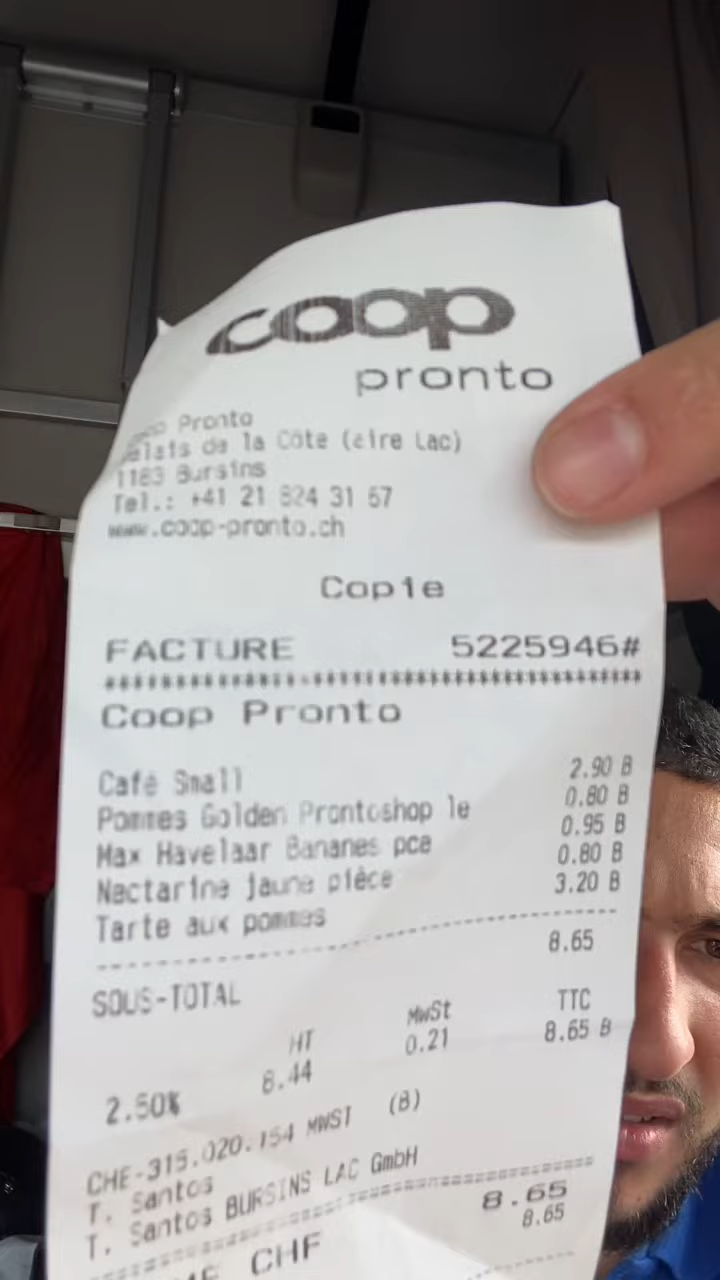 coop
pronto
Pronto
de la Côte (aire Lac)
1183 Bursins
Tel.: +41 21 824 31 67
www.coop-pronto.ch
Copie
FACTURE 5225946#
************************************
Coop Pronto
Café Small 2.90 B
Pommes Golden Prontoshop 1e 0.80 B
Max Havelaar Bananes pce 0.95 B
Nectarine jaune pièce 0.80 B
Tarte aux pommes 3.20 B
SOUS-TOTAL 8.65
HT MwSt TTC
2.50% 8.44 0.21 8.65 B
CHE-315.020.154 MWST (B)
T. Santos
T. Santos BURSINS LAC GmbH
CHF 8.65
8.65